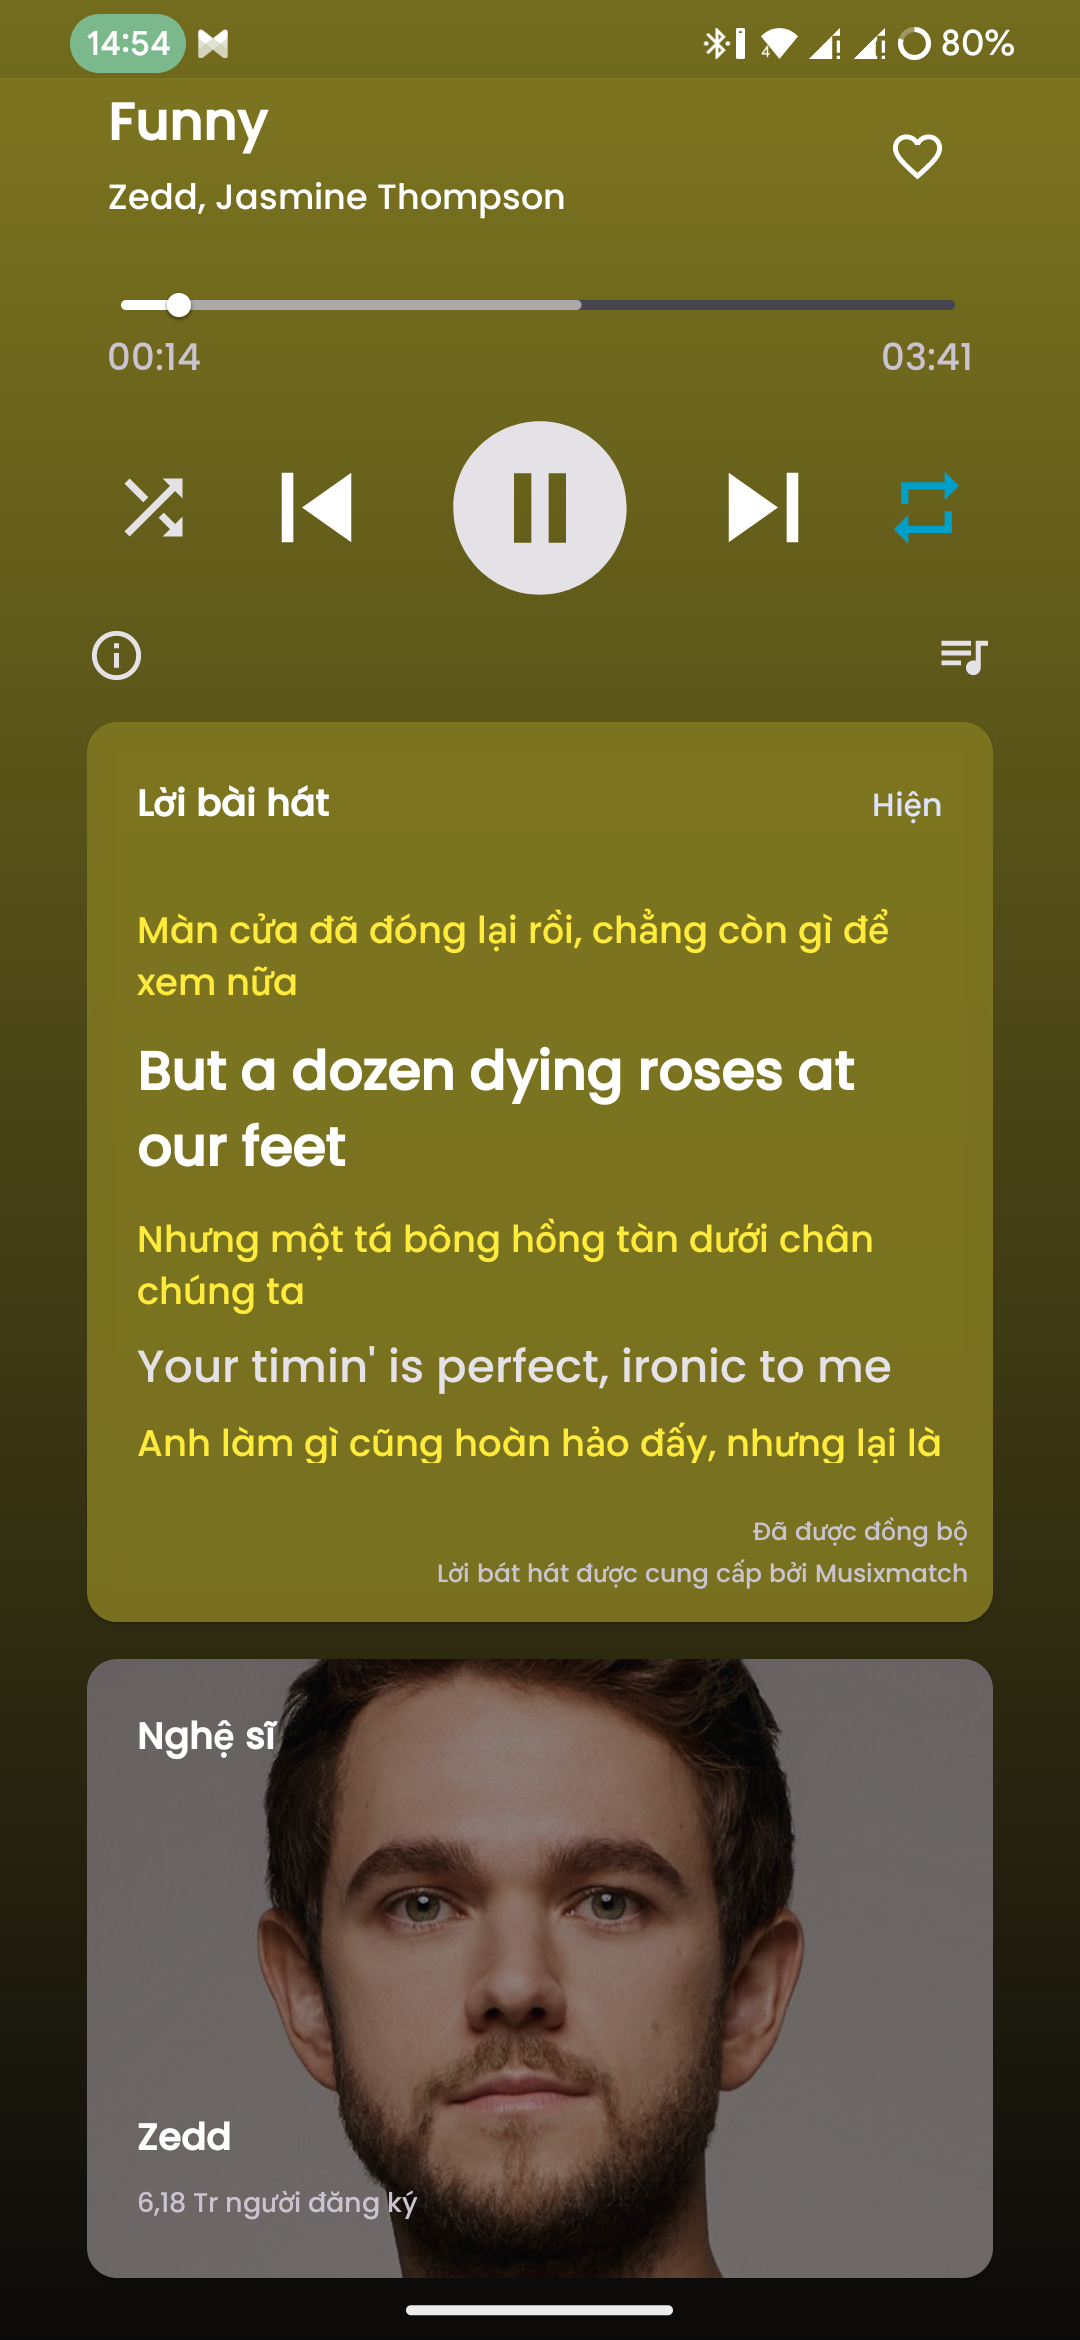 14:54
4
80%
Funny
Zedd, Jasmine Thompson
00:14
03:41
Lời bài hát
Hiện
Màn cửa đã đóng lại rồi, chẳng còn gì để
xem nữa
But a dozen dying roses at
our feet
Nhưng một tá bông hồng tàn dưới chân
chúng ta
Your timin' is perfect, ironic to me
Anh làm gì cũng hoàn hảo đấy, nhưng lại là
Đã được đồng bộ
Lời bát hát được cung cấp bởi Musixmatch
Nghệ sĩ
Zedd
6,18 Tr người đăng ký